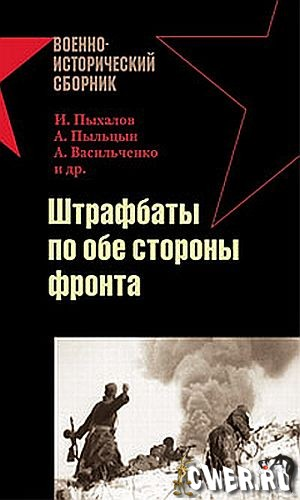 ВОЕННО-
ИСТОРИЧЕСКИЙ
СБОРНИК
И. Пыхалов
А. Пыльцын
А. Васильченко
и др.
Штрафбаты
по обе стороны
фронта
CWER.RU